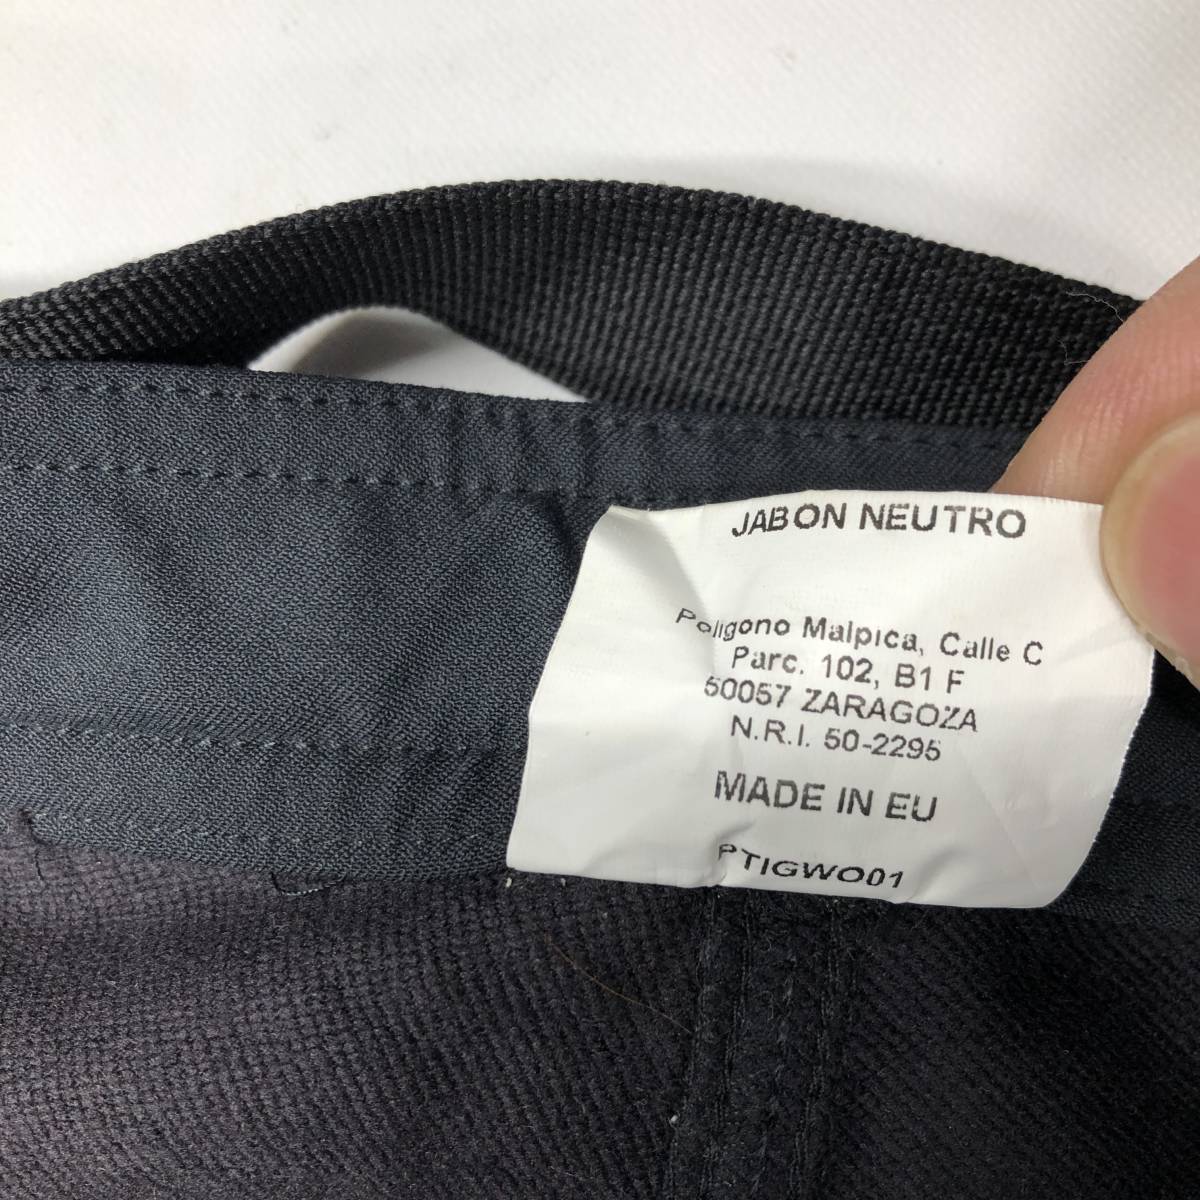 JABON NEUTRO
Poligono Malpica, Calle C
Parc. 102, B1 F
50057 ZARAGOZA
N.R.I. 50-2295
MADE IN EU
PTIGWO01